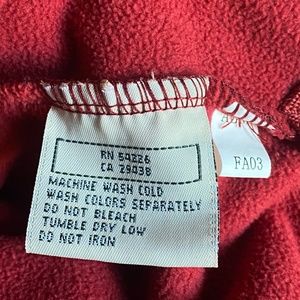 RN 54226
CA 29438
MACHINE WASH COLD
WASH COLORS SEPARATELY
DO NOT BLEACH
TUMBLE DRY LOW
DO NOT IRON
FA03